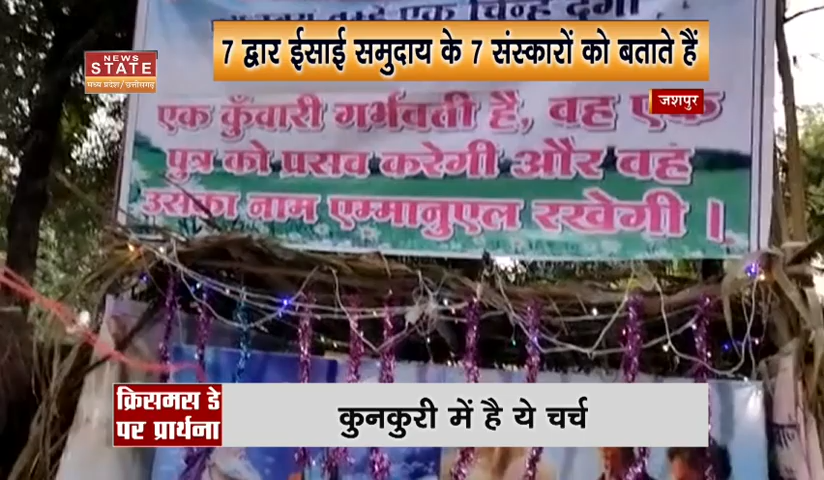 एक चिन्ह देगा
7 द्वार ईसाई समुदाय के 7 संस्कारों को बताते हैं
NEWS
STATE
मध्य प्रदेश/छत्तीसगढ़
जशपुर
एक कुँवारी गर्भवती है, वह एक
पुत्र को प्रसव करेगी और वह
उसका नाम एम्मानुएल रखेगी ।
क्रिसमस डे
पर प्रार्थना
कुनकुरी में है ये चर्च